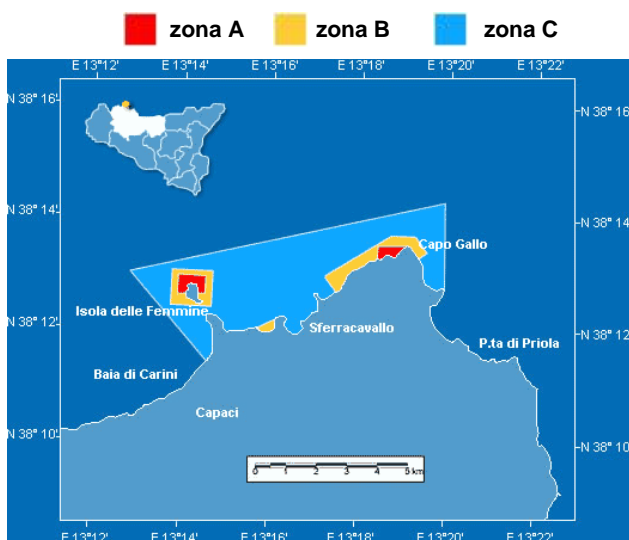 zona A zona B zona C
E 13°12' E 13°14' E 13°16' E 13°18' E 13°20' E 13°22'
N 38° 16' N 38° 16'
N 38° 14' N 38° 14'
Capo Gallo
Isola delle Femmine
N 38° 12' Sferracavallo N 38° 12'
P.ta di Priola
Baia di Carini
Capaci
N 38° 10' N 38° 10'
0 1 2 3 4 5 km
E 13°12' E 13°14' E 13°16' E 13°18' E 13°20' E 13°22'